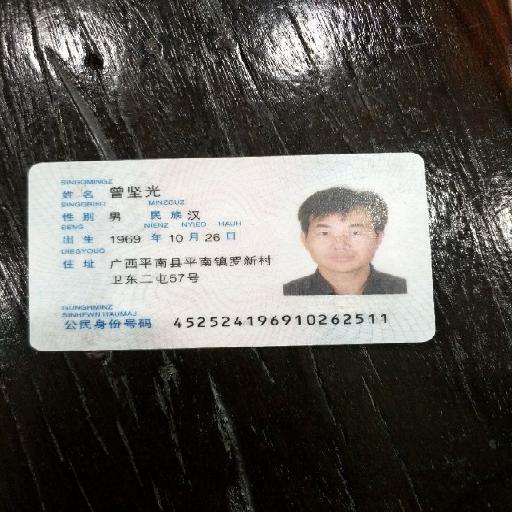 SINGQMINGZ
姓 名 曾坚光
SINGQBIED MINZCUZ
性 别 男 民 族 汉
SENG NIENZ NYIED HAUH
出 生 1969 年 10 月 26 日
DIEGYOUQ
住 址 广西平南县平南镇罗新村
卫东二屯57号
GUNGHMINZ
SINHFWN HAUMAJ
公民身份号码 452524196910262511